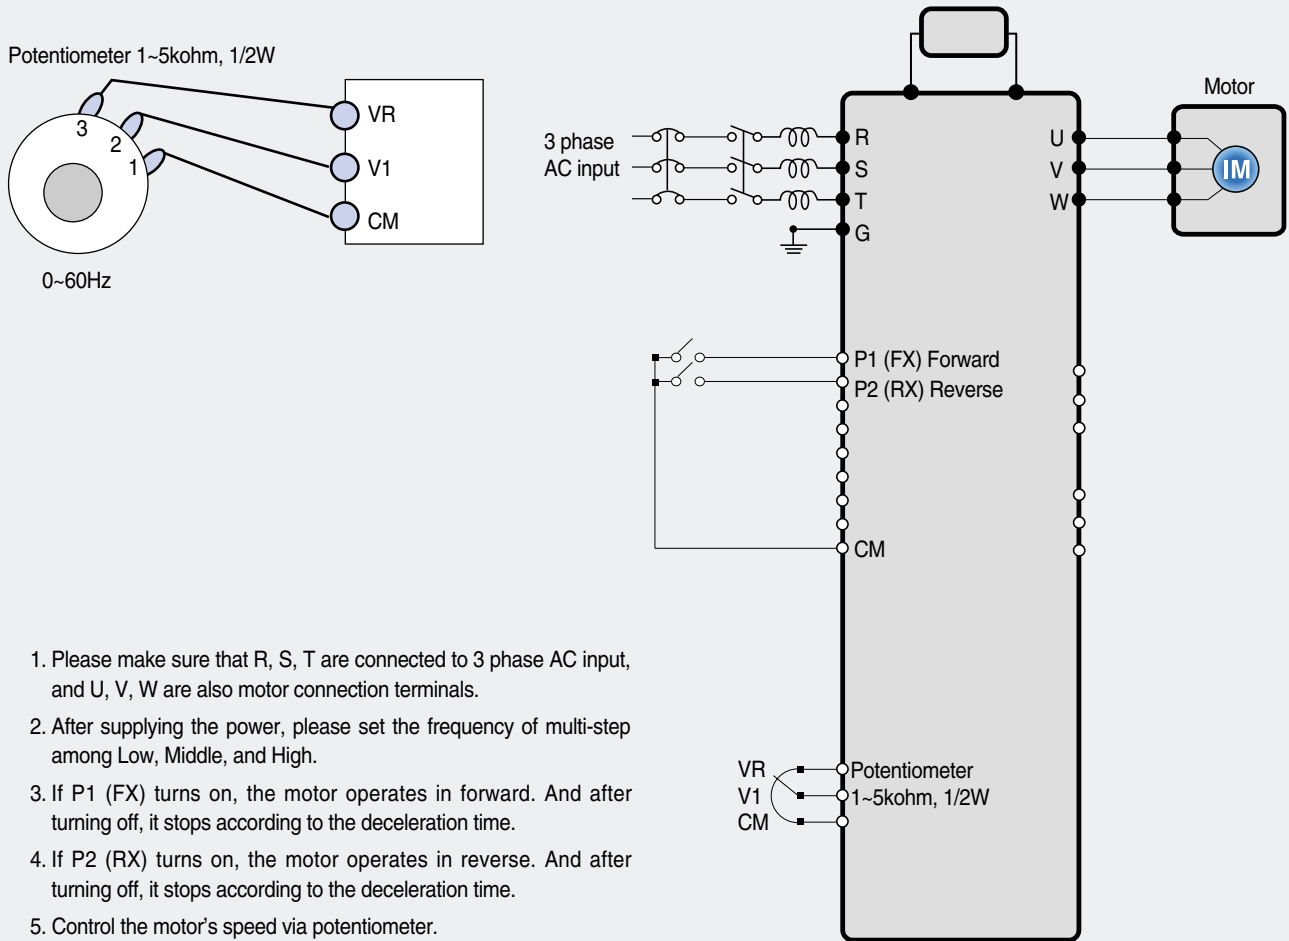 Potentiometer 1~5kohm, 1/2W
3
2
1
VR
V1
CM
0~60Hz
3 phase
AC input
R
S
T
G
U
V
W
Motor
IM
P1 (FX) Forward
P2 (RX) Reverse
CM
VR
V1
CM
Potentiometer
1~5kohm, 1/2W
1. Please make sure that R, S, T are connected to 3 phase AC input,
and U, V, W are also motor connection terminals.
2. After supplying the power, please set the frequency of multi-step
among Low, Middle, and High.
3. If P1 (FX) turns on, the motor operates in forward. And after
turning off, it stops according to the deceleration time.
4. If P2 (RX) turns on, the motor operates in reverse. And after
turning off, it stops according to the deceleration time.
5. Control the motor's speed via potentiometer.